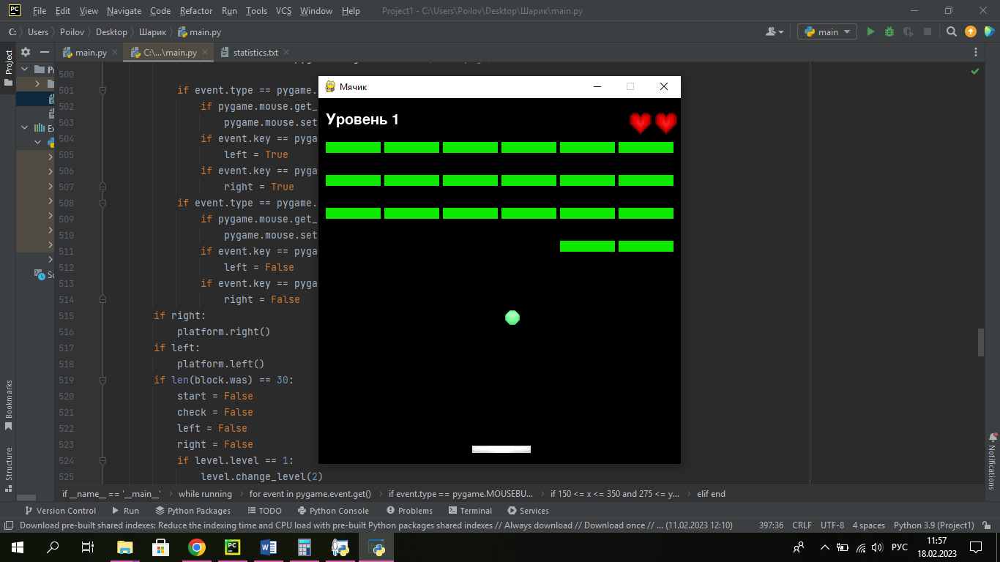 PC File Edit View Navigate Code Refactor Run Tools VCS Window Help Project1 - C:\Users\Poilov\Desktop\Шарик\main.py
C: Users Poilov Desktop Шарик main.py main
Project
main.py C:\...\main.py statistics.txt
500
501 if event.type == pygame.
502 if pygame.mouse.get_
503 pygame.mouse.set
504 if event.key == pyga
505 left = True
506 if event.key == pyga
507 right = True
508 if event.type == pygame.
509 if pygame.mouse.get_
510 pygame.mouse.set
511 if event.key == pyga
512 left = False
513 if event.key == pyga
514 right = False
515 if right:
516 platform.right()
517 if left:
518 platform.left()
519 if len(block.was) == 30:
520 start = False
521 check = False
522 left = False
523 right = False
524 if level.level == 1:
525 level.change_level(2)
Мячик
Уровень 1
Bookmarks
Structure
Notifications
if __name__ == '__main__' while running for event in pygame.event.get() if event.type == pygame.MOUSEBU... if 150 <= x <= 350 and 275 <= y... elif end
Version Control Run Python Packages TODO Python Console Problems Terminal Services
Download pre-built shared indexes: Reduce the indexing time and CPU load with pre-built Python packages shared indexes // Always download // Download once // ... (11.02.2023 12:10) 397:36 CRLF UTF-8 4 spaces Python 3.9 (Project1)
PC РУС 11:57
18.02.2023